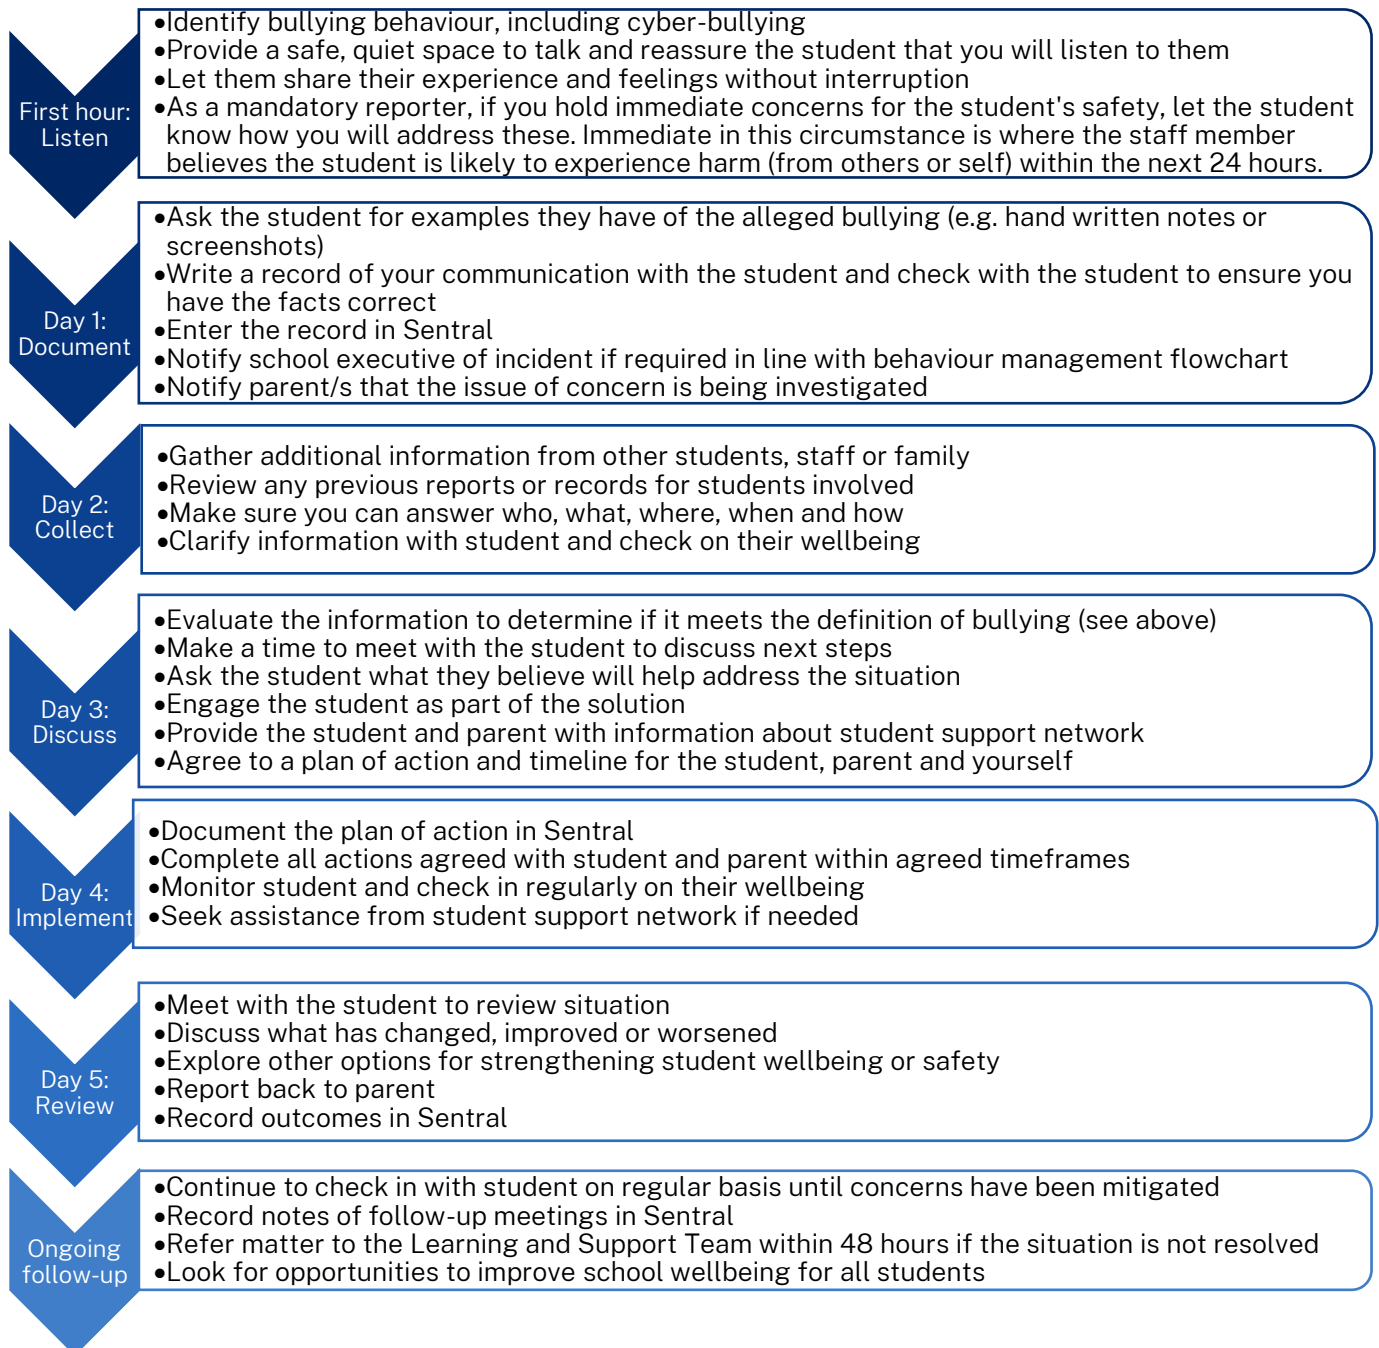 First hour:
Listen
•Identify bullying behaviour, including cyber-bullying
•Provide a safe, quiet space to talk and reassure the student that you will listen to them
•Let them share their experience and feelings without interruption
•As a mandatory reporter, if you hold immediate concerns for the student's safety, let the student
know how you will address these. Immediate in this circumstance is where the staff member
believes the student is likely to experience harm (from others or self) within the next 24 hours.
Day 1:
Document
•Ask the student for examples they have of the alleged bullying (e.g. hand written notes or
screenshots)
•Write a record of your communication with the student and check with the student to ensure you
have the facts correct
•Enter the record in Sentral
•Notify school executive of incident if required in line with behaviour management flowchart
•Notify parent/s that the issue of concern is being investigated
Day 2:
Collect
•Gather additional information from other students, staff or family
•Review any previous reports or records for students involved
•Make sure you can answer who, what, where, when and how
•Clarify information with student and check on their wellbeing
Day 3:
Discuss
•Evaluate the information to determine if it meets the definition of bullying (see above)
•Make a time to meet with the student to discuss next steps
•Ask the student what they believe will help address the situation
•Engage the student as part of the solution
•Provide the student and parent with information about student support network
•Agree to a plan of action and timeline for the student, parent and yourself
Day 4:
Implement
•Document the plan of action in Sentral
•Complete all actions agreed with student and parent within agreed timeframes
•Monitor student and check in regularly on their wellbeing
•Seek assistance from student support network if needed
Day 5:
Review
•Meet with the student to review situation
•Discuss what has changed, improved or worsened
•Explore other options for strengthening student wellbeing or safety
•Report back to parent
•Record outcomes in Sentral
Ongoing
follow-up
•Continue to check in with student on regular basis until concerns have been mitigated
•Record notes of follow-up meetings in Sentral
•Refer matter to the Learning and Support Team within 48 hours if the situation is not resolved
•Look for opportunities to improve school wellbeing for all students